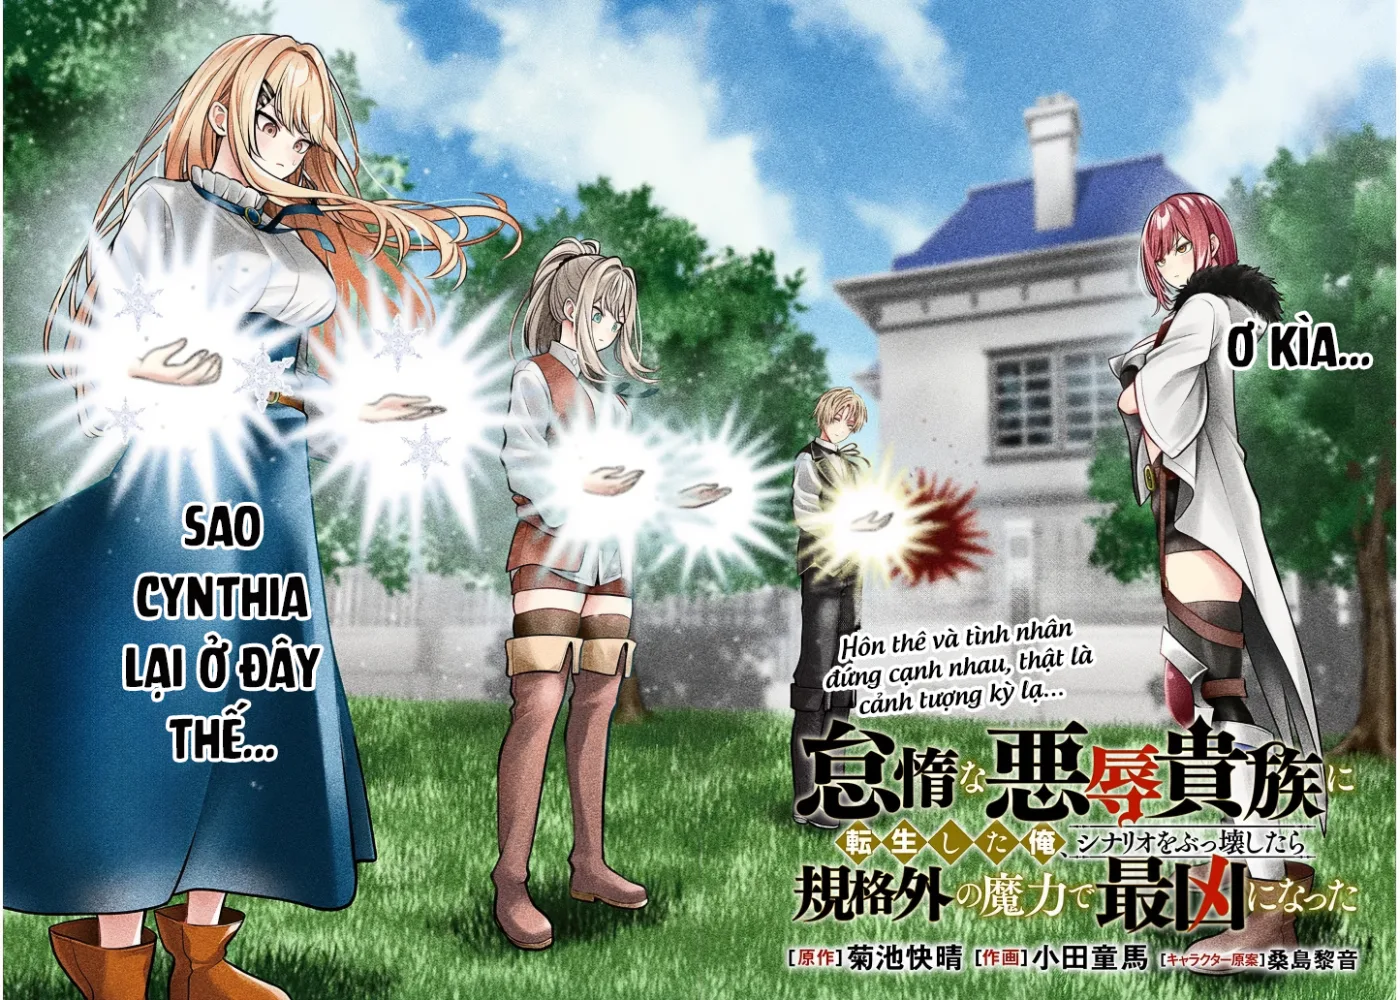 Ơ KÌA...
SAO
CYNTHIA
LẠI Ở ĐÂY
THẾ...
Hôn thê và tình nhân
đứng cạnh nhau, thật là
cảnh tượng kỳ lạ...
怠惰な悪辱貴族に
転生した俺、シナリオをぶっ壊したら
規格外の魔力で最凶になった
[原作]菊池快晴 [作画]小田童馬 [キャラクター原案]桑島黎音